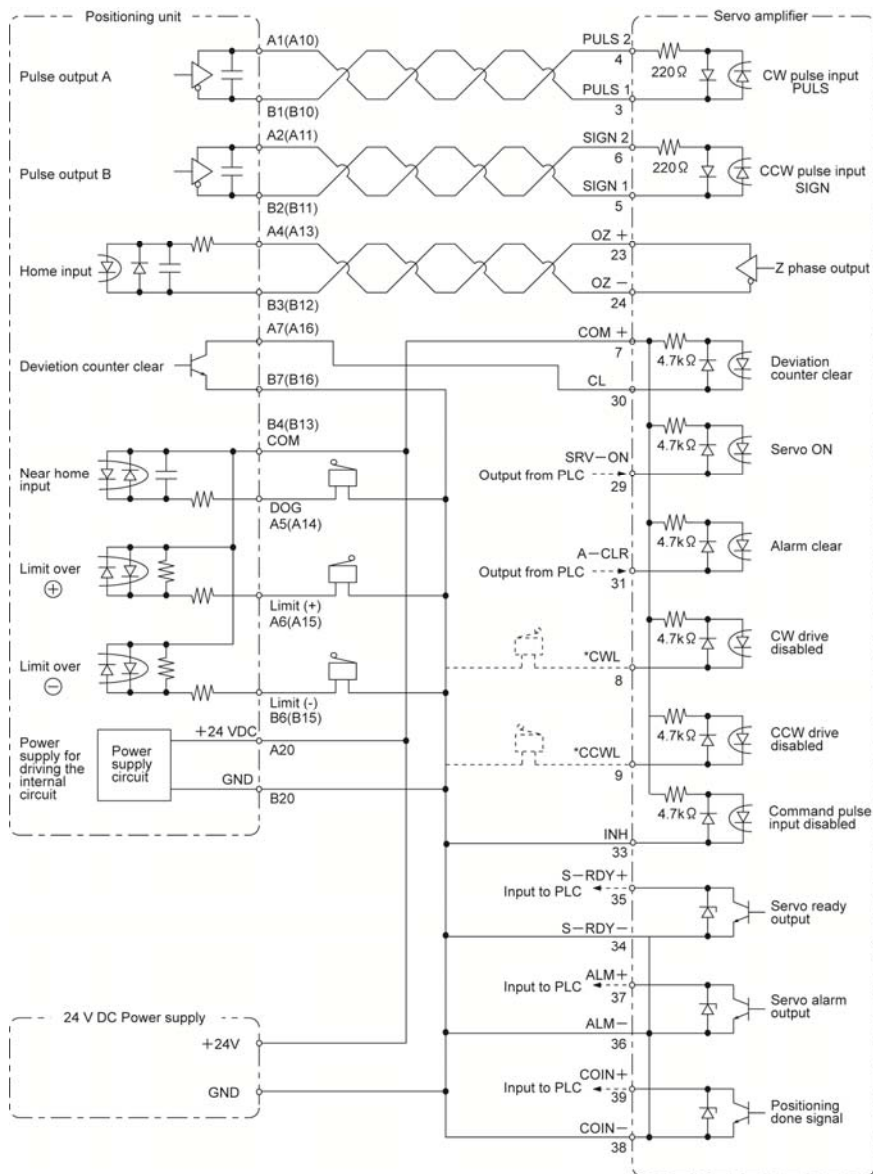 Positioning unit
Servo amplifier
Pulse output A
A1(A10)
B1(B10)
PULS 2
4
PULS 1
3
220Ω
CW pulse input
PULS
Pulse output B
A2(A11)
B2(B11)
SIGN 2
6
SIGN 1
5
220Ω
CCW pulse input
SIGN
Home input
A4(A13)
B3(B12)
OZ +
23
OZ −
24
Z phase output
Devietion counter clear
A7(A16)
B7(B16)
COM +
7
CL
30
4.7kΩ
Deviation
counter clear
B4(B13)
COM
Near home
input
DOG
A5(A14)
SRV−ON
Output from PLC
29
4.7kΩ
Servo ON
Limit over
+
Limit (+)
A6(A15)
A−CLR
Output from PLC
31
4.7kΩ
Alarm clear
Limit over
−
Limit (-)
B6(B15)
*CWL
8
4.7kΩ
CW drive
disabled
Power
supply for
driving the
internal
circuit
Power
supply
circuit
+24 VDC
A20
GND
B20
*CCWL
9
4.7kΩ
CCW drive
disabled
INH
33
4.7kΩ
Command pulse
input disabled
S−RDY+
Input to PLC
35
S−RDY−
34
Servo ready
output
ALM+
Input to PLC
37
ALM−
36
Servo alarm
output
COIN+
Input to PLC
39
COIN−
38
Positioning
done signal
24 V DC Power supply
+24V
GND